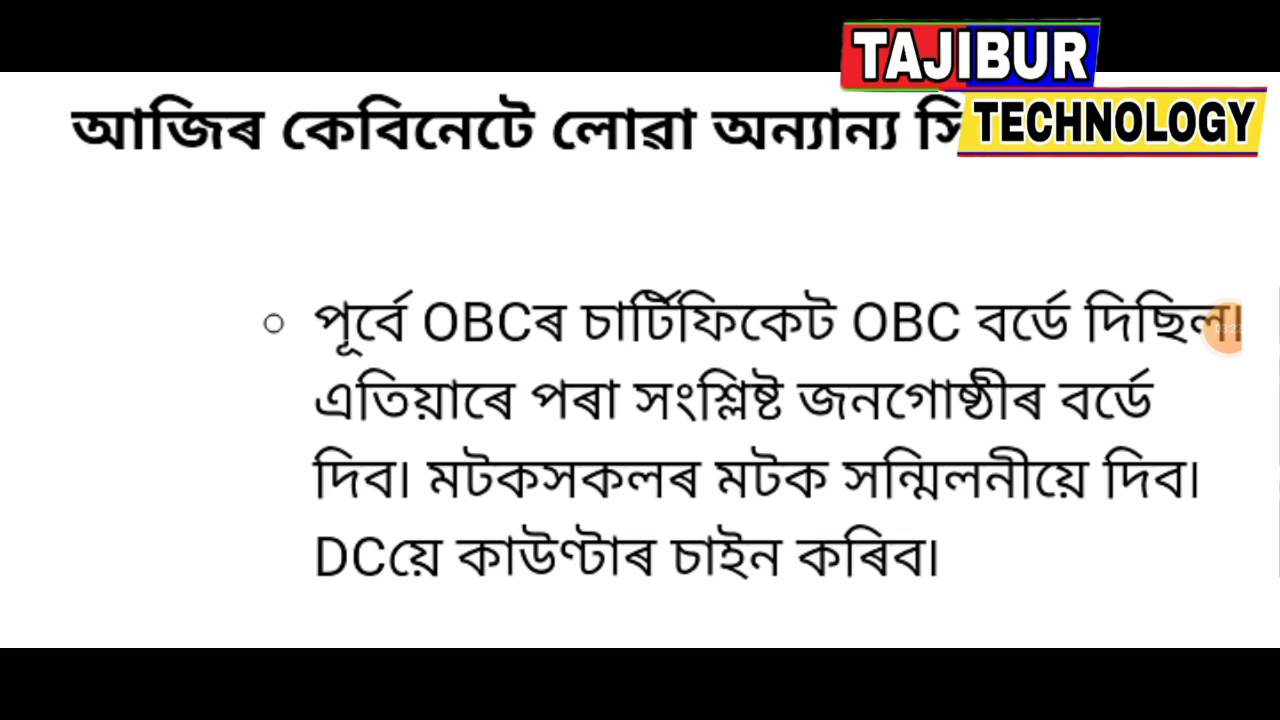 TAJIBUR
TECHNOLOGY
আজিৰ কেবিনেটে লোৱা অন্যান্য
পূৰ্বে OBCৰ চাৰ্টিফিকেট OBC বৰ্ডে দিছিল।
এতিয়াৰে পৰা সংশ্লিষ্ট জনগোষ্ঠীৰ বৰ্ডে
দিব। মটকসকলৰ মটক সন্মিলনীয়ে দিব।
DCয়ে কাউণ্টাৰ চাইন কৰিব।